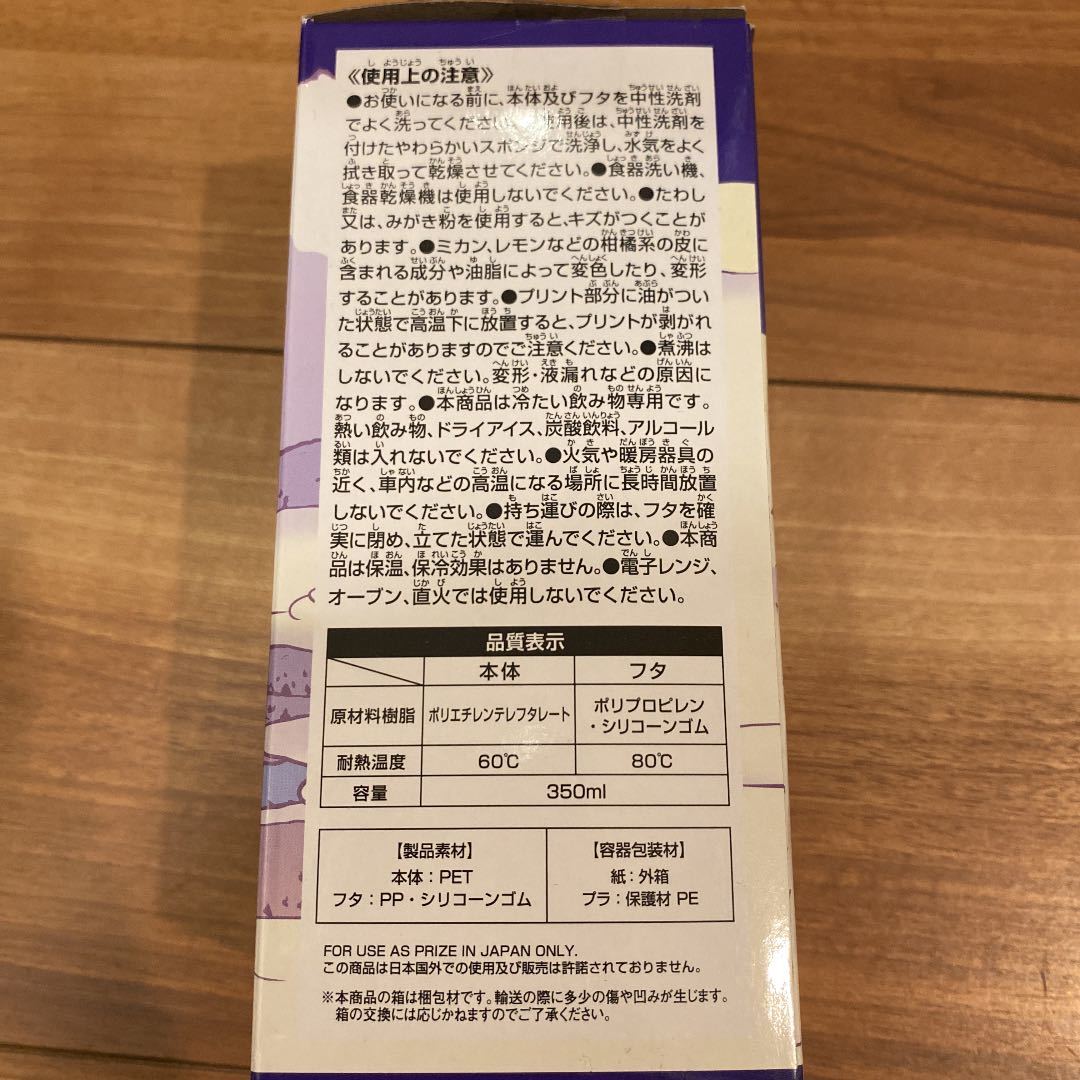 《使用上の注意》
●お使いになる前に、本体及びフタを中性洗剤
でよく洗ってください 使用後は、中性洗剤を
付けたやわらかいスポンジで洗浄し、水気をよく
拭き取って乾燥させてください。●食器洗い機、
食器乾燥機は使用しないでください。●たわし
又は、みがき粉を使用すると、キズがつくことが
あります。●ミカン、レモンなどの柑橘系の皮に
含まれる成分や油脂によって変色したり、変形
することがあります。●プリント部分に油がつい
た状態で高温下に放置すると、プリントが剥がれ
ることがありますのでご注意ください。●煮沸は
しないでください。変形・液漏れなどの原因に
なります。●本商品は冷たい飲み物専用です。
熱い飲み物、ドライアイス、炭酸飲料、アルコール
類は入れないでください。●火気や暖房器具の
近く、車内などの高温になる場所に長時間放置
しないでください。●持ち運びの際は、フタを確
実に閉め、立てた状態で運んでください。●本商
品は保温、保冷効果はありません。●電子レンジ、
オーブン、直火では使用しないでください。
品質表示
本体 フタ
原材料樹脂 ポリエチレンテレフタレート ポリプロピレン
・シリコーンゴム
耐熱温度 60℃ 80℃
容量 350ml
【製品素材】
本体：PET
フタ：PP・シリコーンゴム
【容器包装材】
紙：外箱
プラ：保護材 PE
FOR USE AS PRIZE IN JAPAN ONLY.
この商品は日本国外での使用及び販売は許諾されておりません。
※本商品の箱は梱包材です。輸送の際に多少の傷や凹みが生じます。
箱の交換には応じかねますのでご了承ください。